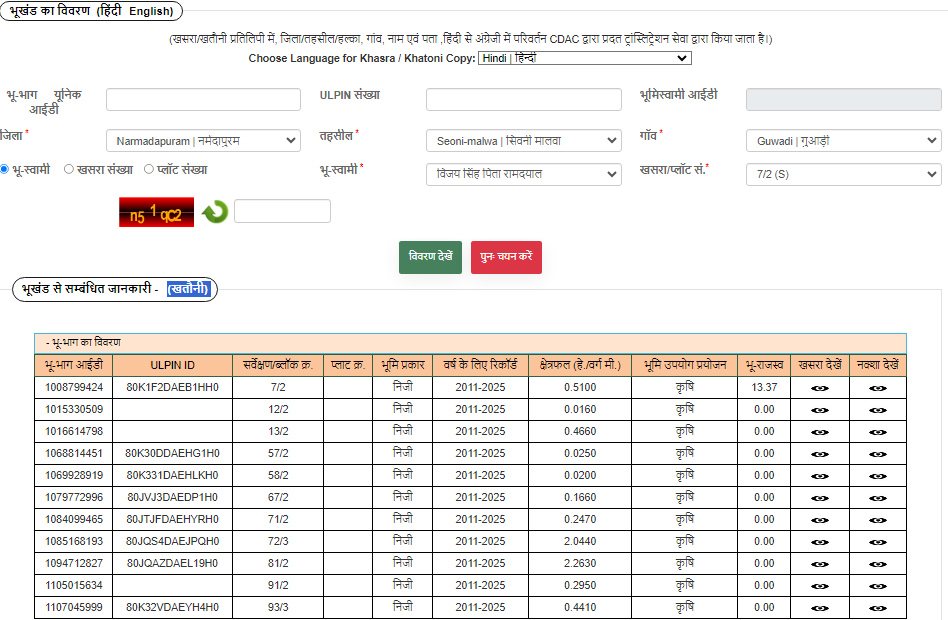 भूखंड का विवरण (हिंदी English)
(खसरा/खतौनी प्रतिलिपी में, जिला/तहसील/हल्का, गांव, नाम एवं पता ,हिंदी से अंग्रेजी में परिवर्तन CDAC द्वारा प्रदत ट्रांस्लिट्रेशन सेवा द्वारा किया जाता है।)
Choose Language for Khasra / Khatoni Copy: Hindi | हिन्दी
भू-भाग यूनिक आईडी ULPIN संख्या भूमिस्वामी आईडी
जिला * Narmadapuram | नर्मदापुरम तहसील * Seoni-malwa | सिवनी मालवा गाँव * Guwadi | गुआड़ी
भू-स्वामी खसरा संख्या प्लॉट संख्या भू-स्वामी * विजय सिंह पिता रामदयाल खसरा/प्लॉट सं.* 7/2 (S)
n5 1 qc2
विवरण देखें पुनः चयन करें
भूखंड से सम्बंधित जानकारी - (खतौनी)
- भू-भाग का विवरण
भू-भाग आईडी ULPIN ID सर्वेक्षण/ब्लॉक क्र. प्लाट क्र. भूमि प्रकार वर्ष के लिए रिकॉर्ड क्षेत्रफल (हे./वर्ग मी.) भूमि उपयोग प्रयोजन भू-राजस्व खसरा देखें नक्शा देखें
1008799424 80K1F2DAEB1HH0 7/2 निजी 2011-2025 0.5100 कृषि 13.37
1015330509 12/2 निजी 2011-2025 0.0160 कृषि 0.00
1016614798 13/2 निजी 2011-2025 0.4660 कृषि 0.00
1068814451 80K30DDAEHG1H0 57/2 निजी 2011-2025 0.0250 कृषि 0.00
1069928919 80K331DAEHLKH0 58/2 निजी 2011-2025 0.0200 कृषि 0.00
1079772996 80JVJ3DAEDP1H0 67/2 निजी 2011-2025 0.1660 कृषि 0.00
1084099465 80JTJFDAEHYRH0 71/2 निजी 2011-2025 0.2470 कृषि 0.00
1085168193 80JQS4DAEJPQH0 72/3 निजी 2011-2025 2.0440 कृषि 0.00
1094712827 80JQAZDAEL19H0 81/2 निजी 2011-2025 2.2630 कृषि 0.00
1105015634 91/2 निजी 2011-2025 0.2950 कृषि 0.00
1107045999 80K32VDAEYH4H0 93/3 निजी 2011-2025 0.4410 कृषि 0.00